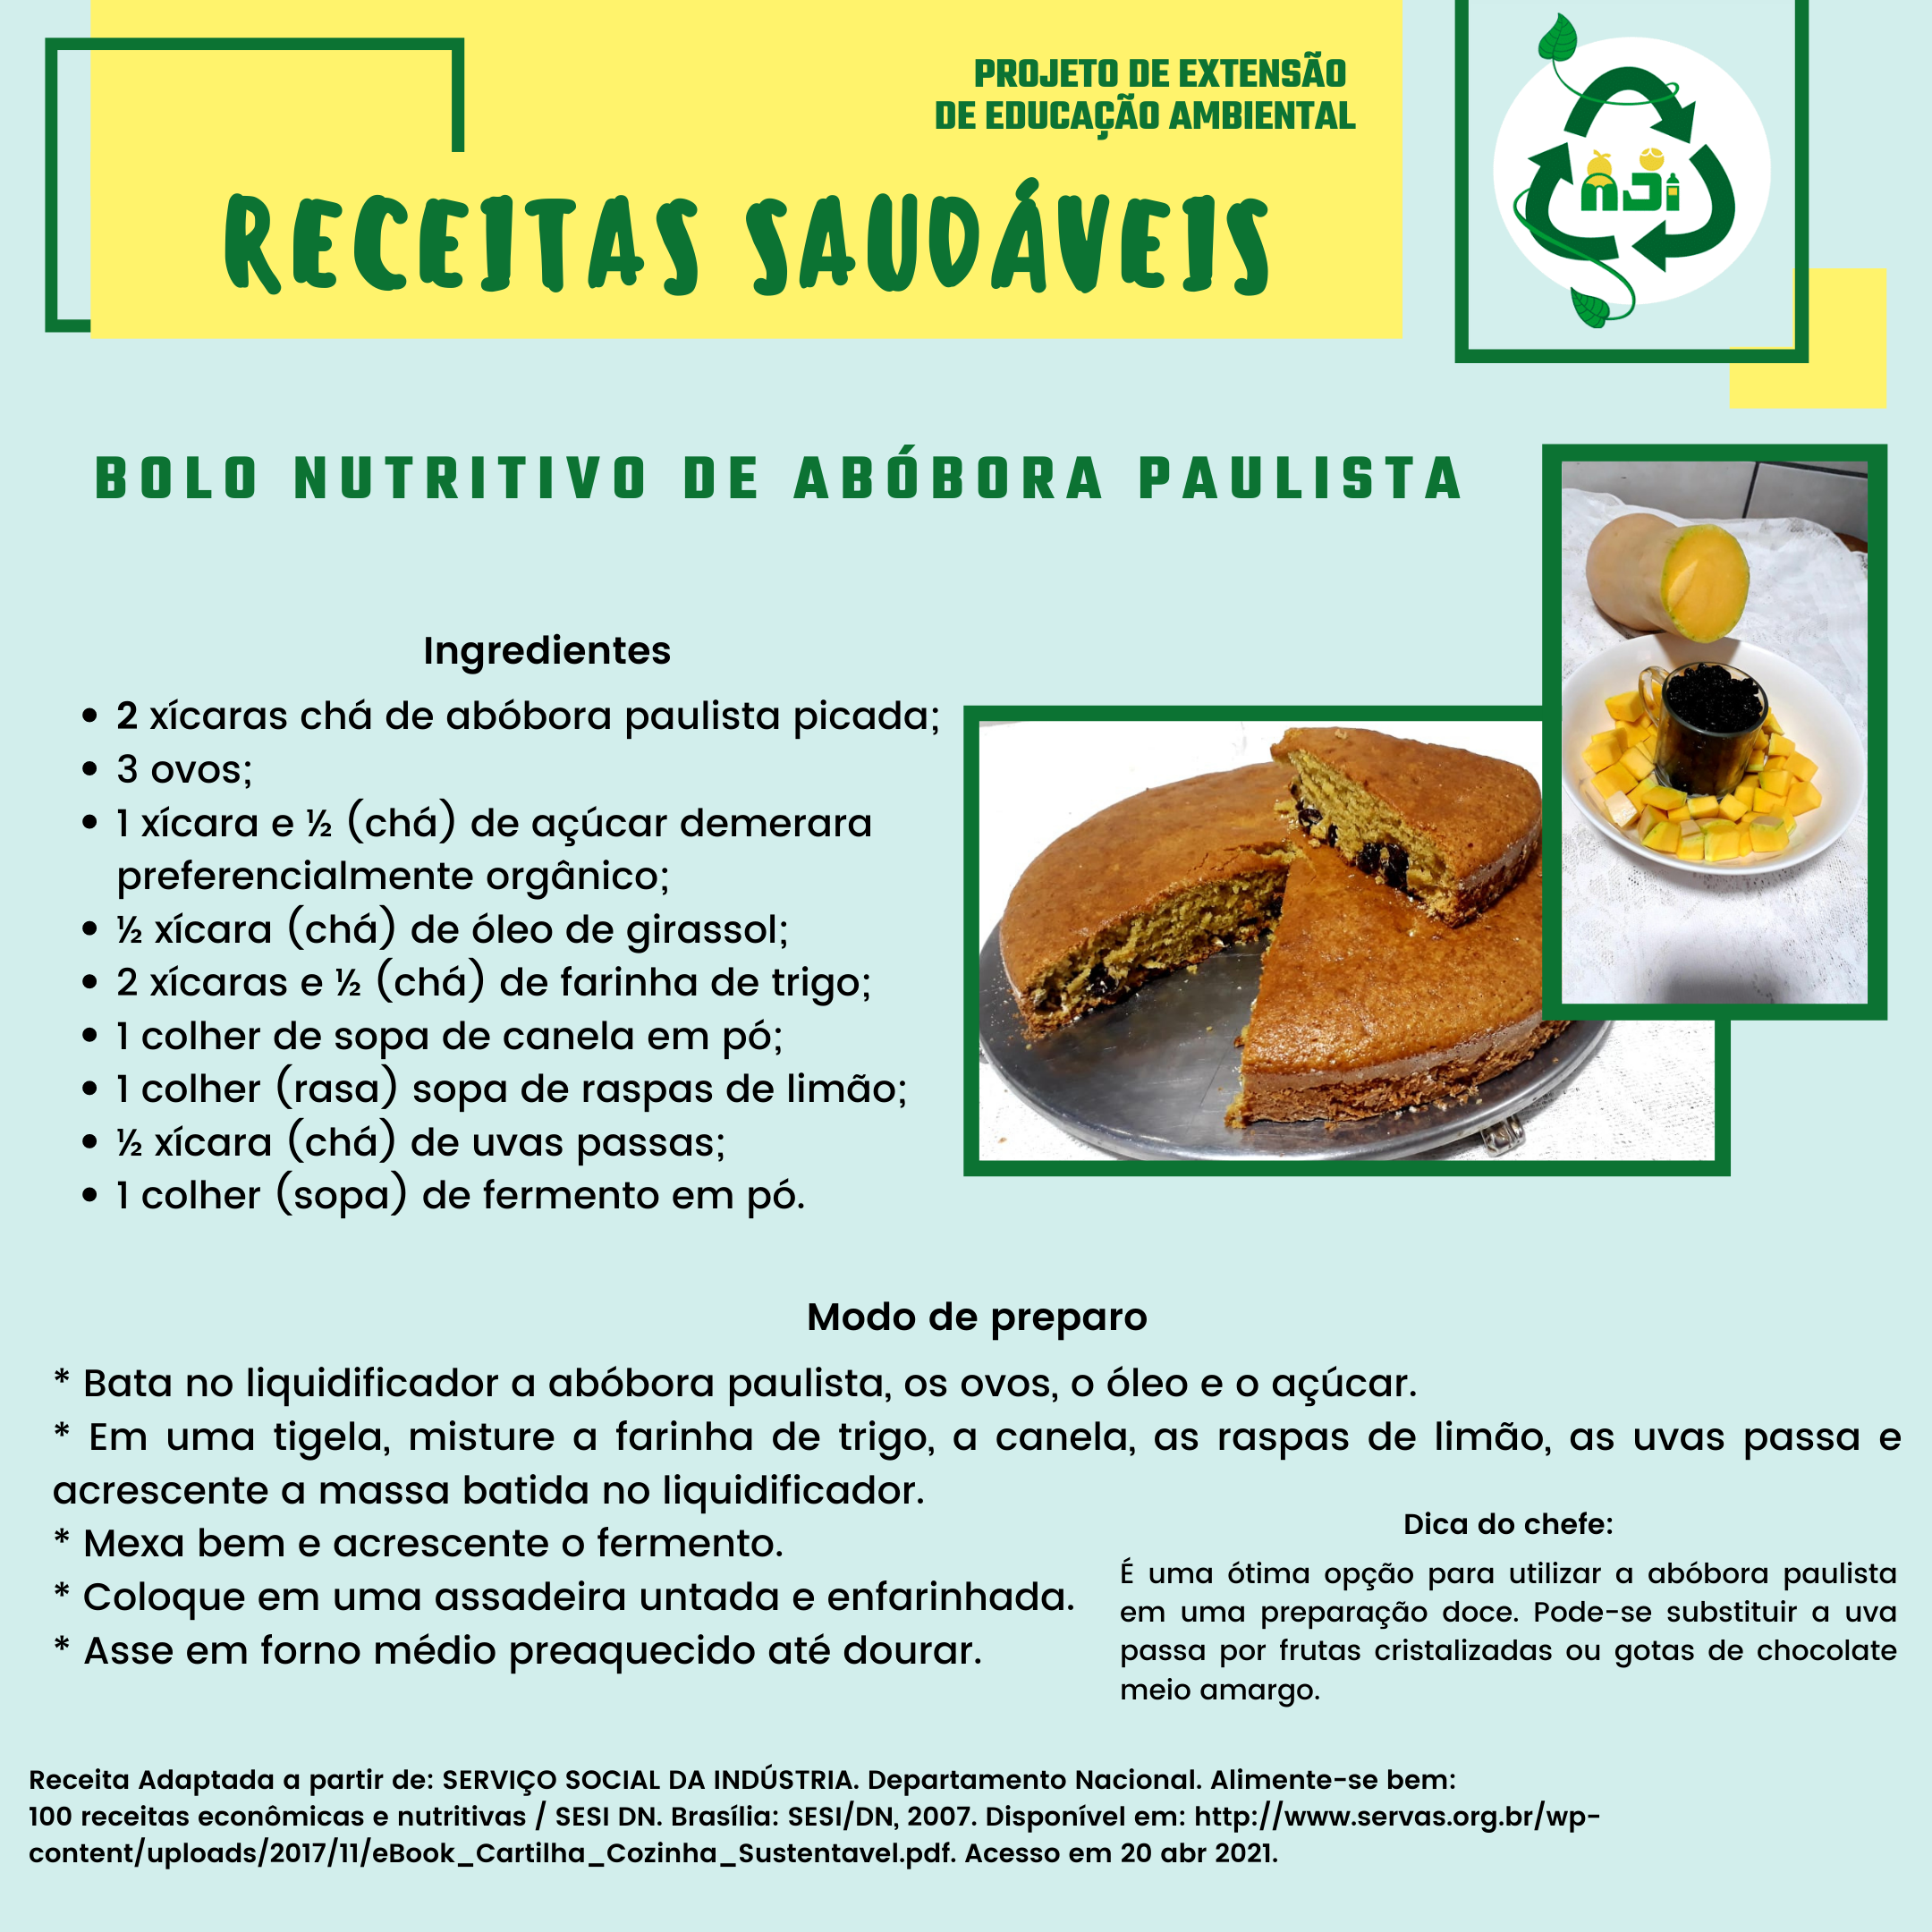 PROJETO DE EXTENSÃO
DE EDUCAÇÃO AMBIENTAL
RECEITAS SAUDÁVEIS
nJi
BOLO NUTRITIVO DE ABÓBORA PAULISTA
Ingredientes
• 2 xícaras chá de abóbora paulista picada;
• 3 ovos;
• 1 xícara e ½ (chá) de açúcar demerara
preferencialmente orgânico;
• ½ xícara (chá) de óleo de girassol;
• 2 xícaras e ½ (chá) de farinha de trigo;
• 1 colher de sopa de canela em pó;
• 1 colher (rasa) sopa de raspas de limão;
• ½ xícara (chá) de uvas passas;
• 1 colher (sopa) de fermento em pó.
Modo de preparo
* Bata no liquidificador a abóbora paulista, os ovos, o óleo e o açúcar.
* Em uma tigela, misture a farinha de trigo, a canela, as raspas de limão, as uvas passa e
acrescente a massa batida no liquidificador.
* Mexa bem e acrescente o fermento.
* Coloque em uma assadeira untada e enfarinhada.
* Asse em forno médio preaquecido até dourar.
Dica do chefe:
É uma ótima opção para utilizar a abóbora paulista
em uma preparação doce. Pode-se substituir a uva
passa por frutas cristalizadas ou gotas de chocolate
meio amargo.
Receita Adaptada a partir de: SERVIÇO SOCIAL DA INDÚSTRIA. Departamento Nacional. Alimente-se bem:
100 receitas econômicas e nutritivas / SESI DN. Brasília: SESI/DN, 2007. Disponível em: http://www.servas.org.br/wp-
content/uploads/2017/11/eBook_Cartilha_Cozinha_Sustentavel.pdf. Acesso em 20 abr 2021.